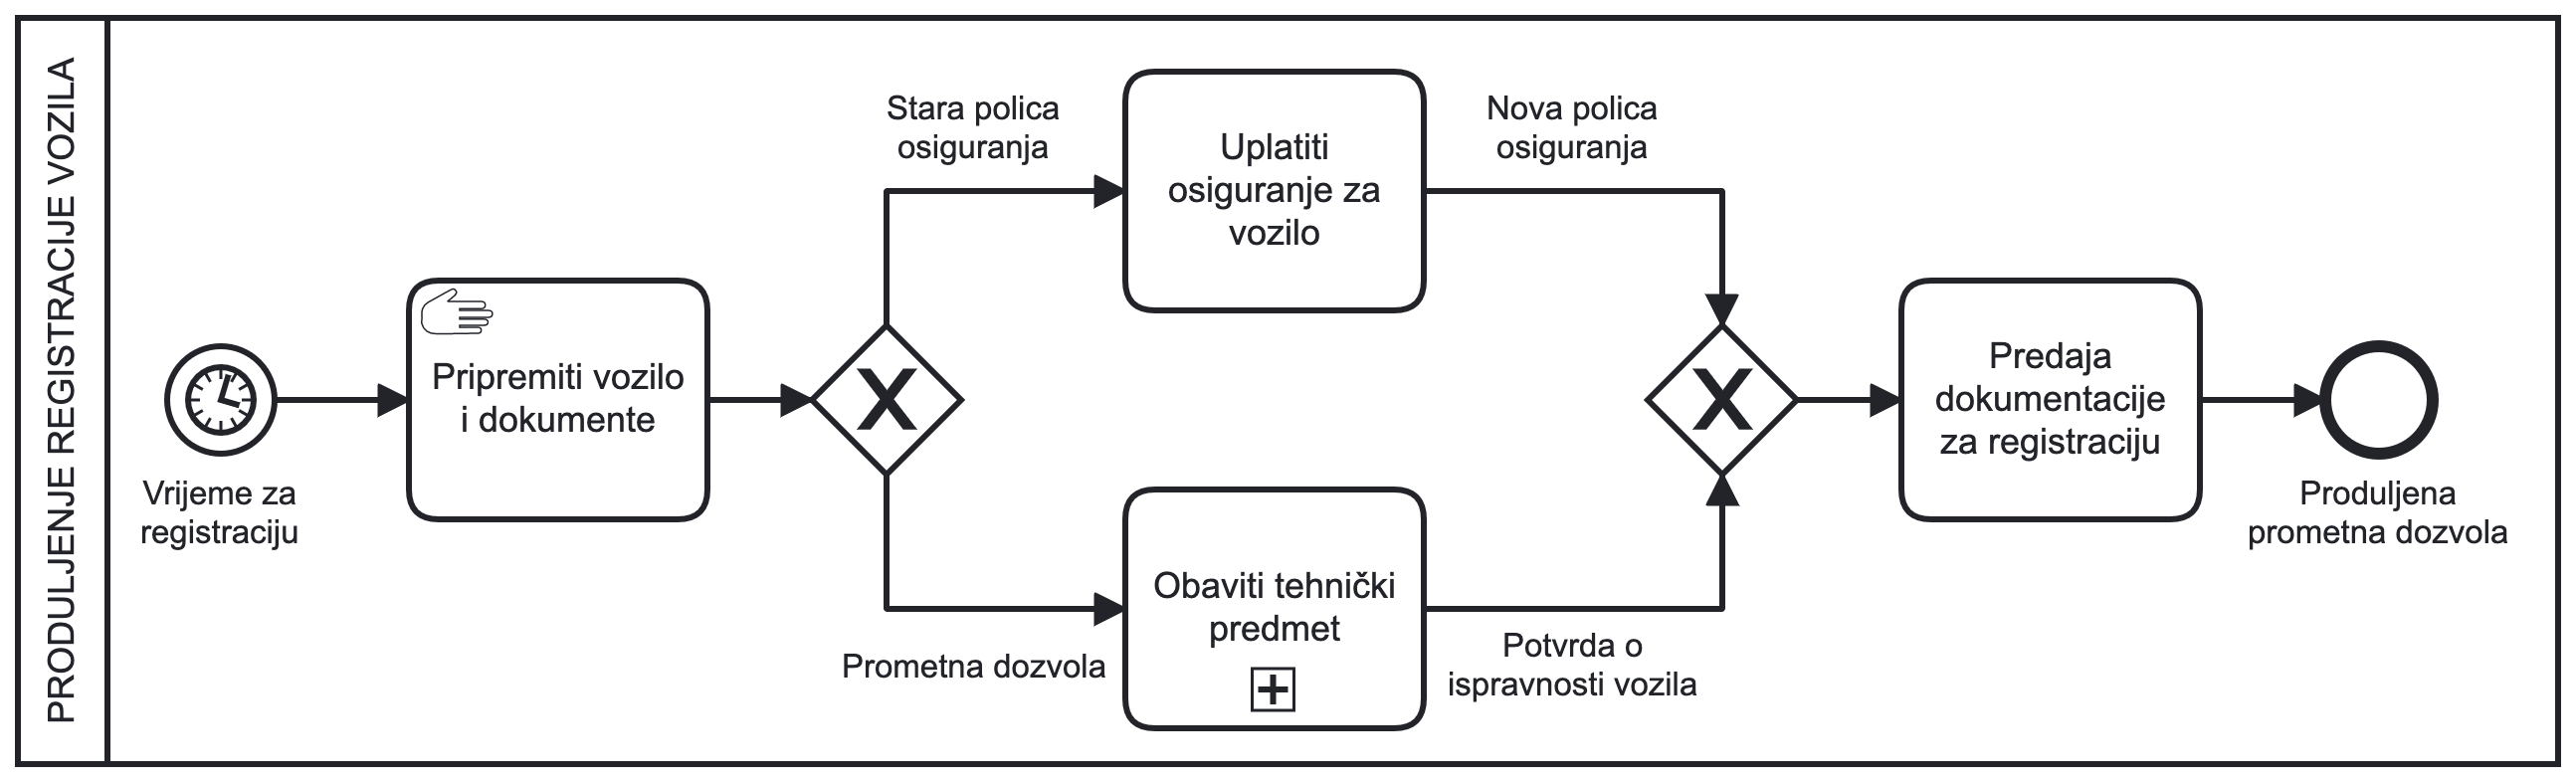 PRODULJENJE REGISTRACIJE VOZILA
Vrijeme za
registraciju
Pripremiti vozilo
i dokumente
X
Stara polica
osiguranja
Uplatiti
osiguranje za
vozilo
Nova polica
osiguranja
Prometna dozvola
Obaviti tehnički
predmet
Potvrda o
ispravnosti vozila
X
Predaja
dokumentacije
za registraciju
Produljena
prometna dozvola